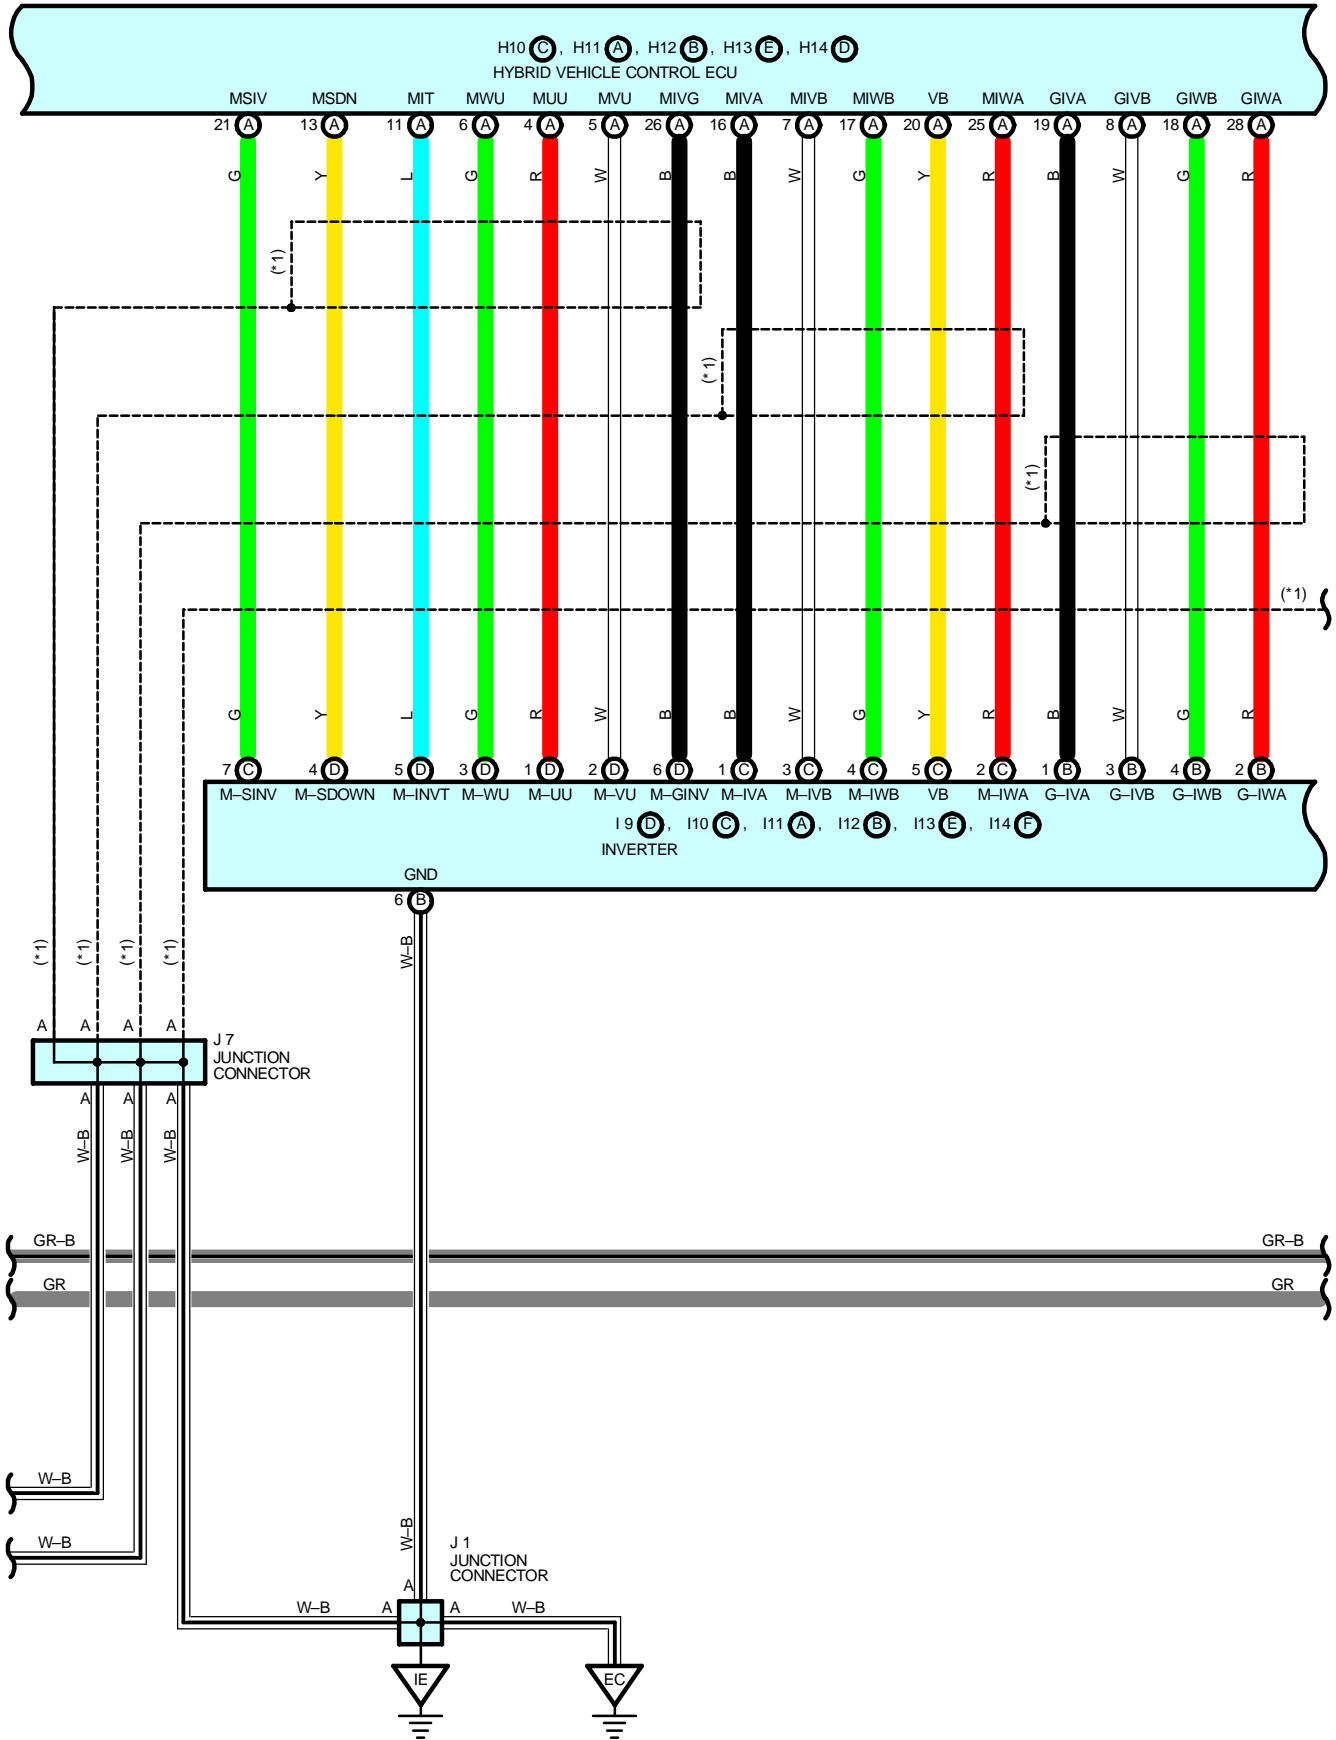 H10 C , H11 A , H12 B , H13 E , H14 D
HYBRID VEHICLE CONTROL ECU
MSIV MSDN MIT MWU MUU MVU MIVG MIVA MIVB MIWB VB MIWA GIVA GIVB GIWB GIWA
21 A 13 A 11 A 6 A 4 A 5 A 26 A 16 A 7 A 17 A 20 A 25 A 19 A 8 A 18 A 28 A
G Y L G R W B B W G Y R B W G R
(*1)
(*1)
(*1)
(*1)
G Y L G R W B B W G Y R B W G R
7 C 4 D 5 D 3 D 1 D 2 D 6 D 1 C 3 C 4 C 5 C 2 C 1 B 3 B 4 B 2 B
M–SINV M–SDOWN M–INVT M–WU M–UU M–VU M–GINV M–IVA M–IVB M–IWB VB M–IWA G–IVA G–IVB G–IWB G–IWA
I 9 D , I10 C , I11 A , I12 B , I13 E , I14 F
INVERTER
GND
6 B
W–B
(*1) (*1) (*1) (*1)
A A A A
J 7
JUNCTION
CONNECTOR
A A A
W–B W–B W–B
GR–B GR–B
GR GR
W–B
W–B
W–B
J 1
JUNCTION
CONNECTOR
A
W–B A A W–B
IE EC